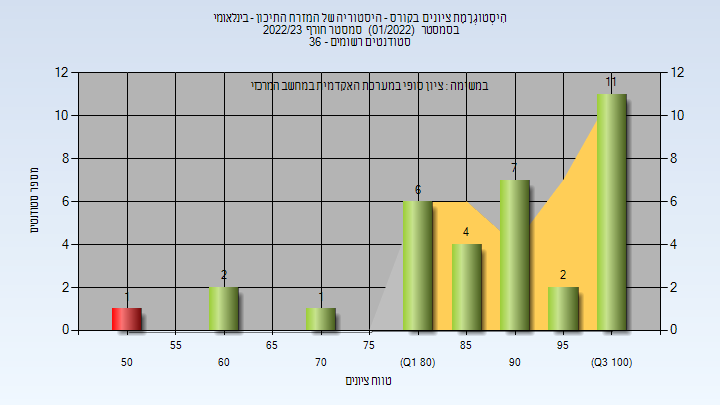 הִיסְטוֹגְרָמַת ציונים בקורס - היסטוריה של המזרח התיכון - בינלאומי
בסמסטר (01/2022) סמסטר חורף 2022/23
סטודנטים רשומים - 36
במשימה : ציון סופי במערכת האקדמית במחשב המרכזי
מספר סטודנטים
12 12
10 10
8 8
6 6
4 4
2 2
0 0
1 2 1 6 4 7 2 11
55 65 75 85 95
50 60 70 (Q1 80) 90 (Q3 100)
טווח ציונים